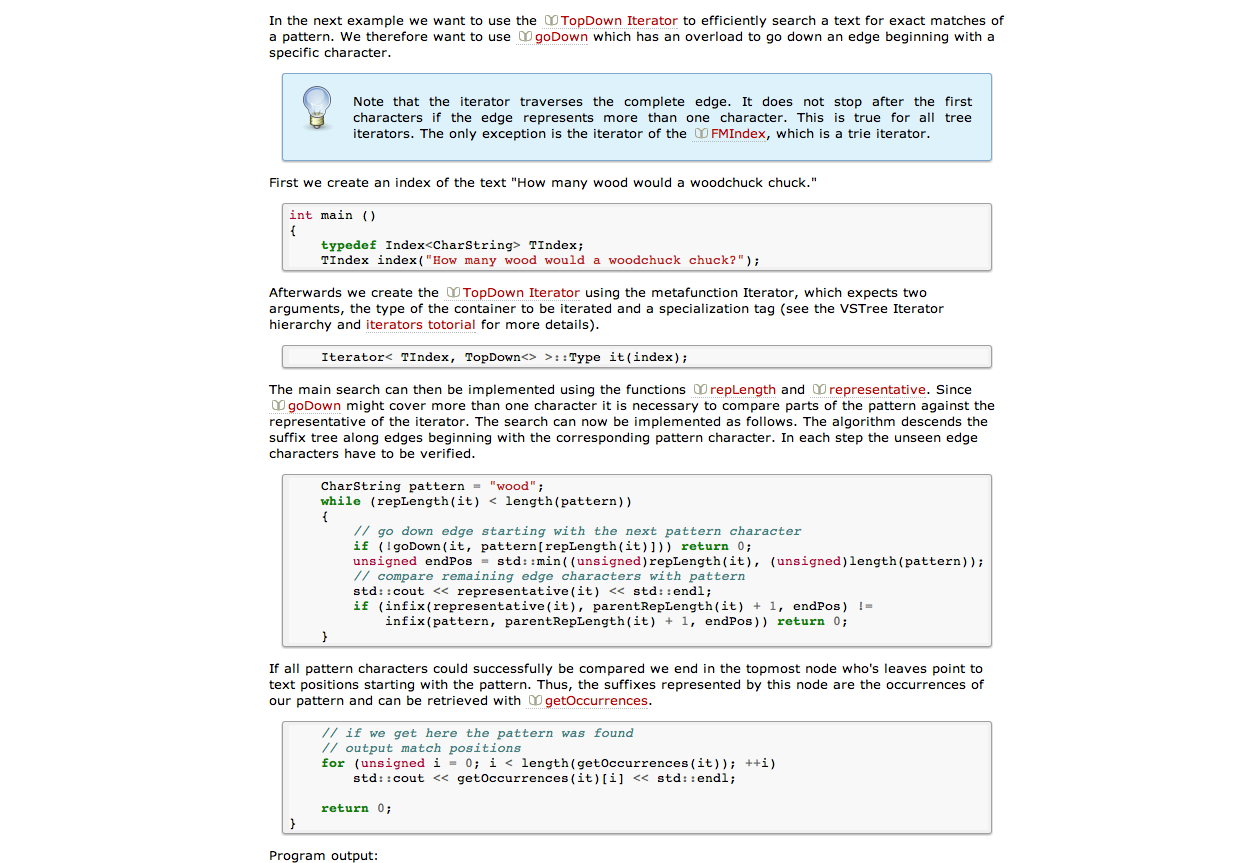 In the next example we want to use the TopDown Iterator to efficiently search a text for exact matches of
a pattern. We therefore want to use goDown which has an overload to go down an edge beginning with a
specific character.
Note that the iterator traverses the complete edge. It does not stop after the first
characters if the edge represents more than one character. This is true for all tree
iterators. The only exception is the iterator of the FMIndex, which is a trie iterator.
First we create an index of the text "How many wood would a woodchuck chuck."
int main ()
{
    typedef Index<CharString> TIndex;
    TIndex index("How many wood would a woodchuck chuck?");
Afterwards we create the TopDown Iterator using the metafunction Iterator, which expects two
arguments, the type of the container to be iterated and a specialization tag (see the VSTree Iterator
hierarchy and iterators totorial for more details).
    Iterator< TIndex, TopDown<> >::Type it(index);
The main search can then be implemented using the functions repLength and representative. Since
goDown might cover more than one character it is necessary to compare parts of the pattern against the
representative of the iterator. The search can now be implemented as follows. The algorithm descends the
suffix tree along edges beginning with the corresponding pattern character. In each step the unseen edge
characters have to be verified.
    CharString pattern = "wood";
    while (repLength(it) < length(pattern))
    {
        // go down edge starting with the next pattern character
        if (!goDown(it, pattern[repLength(it)])) return 0;
        unsigned endPos = std::min((unsigned)repLength(it), (unsigned)length(pattern));
        // compare remaining edge characters with pattern
        std::cout << representative(it) << std::endl;
        if (infix(representative(it), parentRepLength(it) + 1, endPos) !=
            infix(pattern, parentRepLength(it) + 1, endPos)) return 0;
    }
If all pattern characters could successfully be compared we end in the topmost node who's leaves point to
text positions starting with the pattern. Thus, the suffixes represented by this node are the occurrences of
our pattern and can be retrieved with getOccurrences.
    // if we get here the pattern was found
    // output match positions
    for (unsigned i = 0; i < length(getOccurrences(it)); ++i)
        std::cout << getOccurrences(it)[i] << std::endl;
    return 0;
}
Program output: